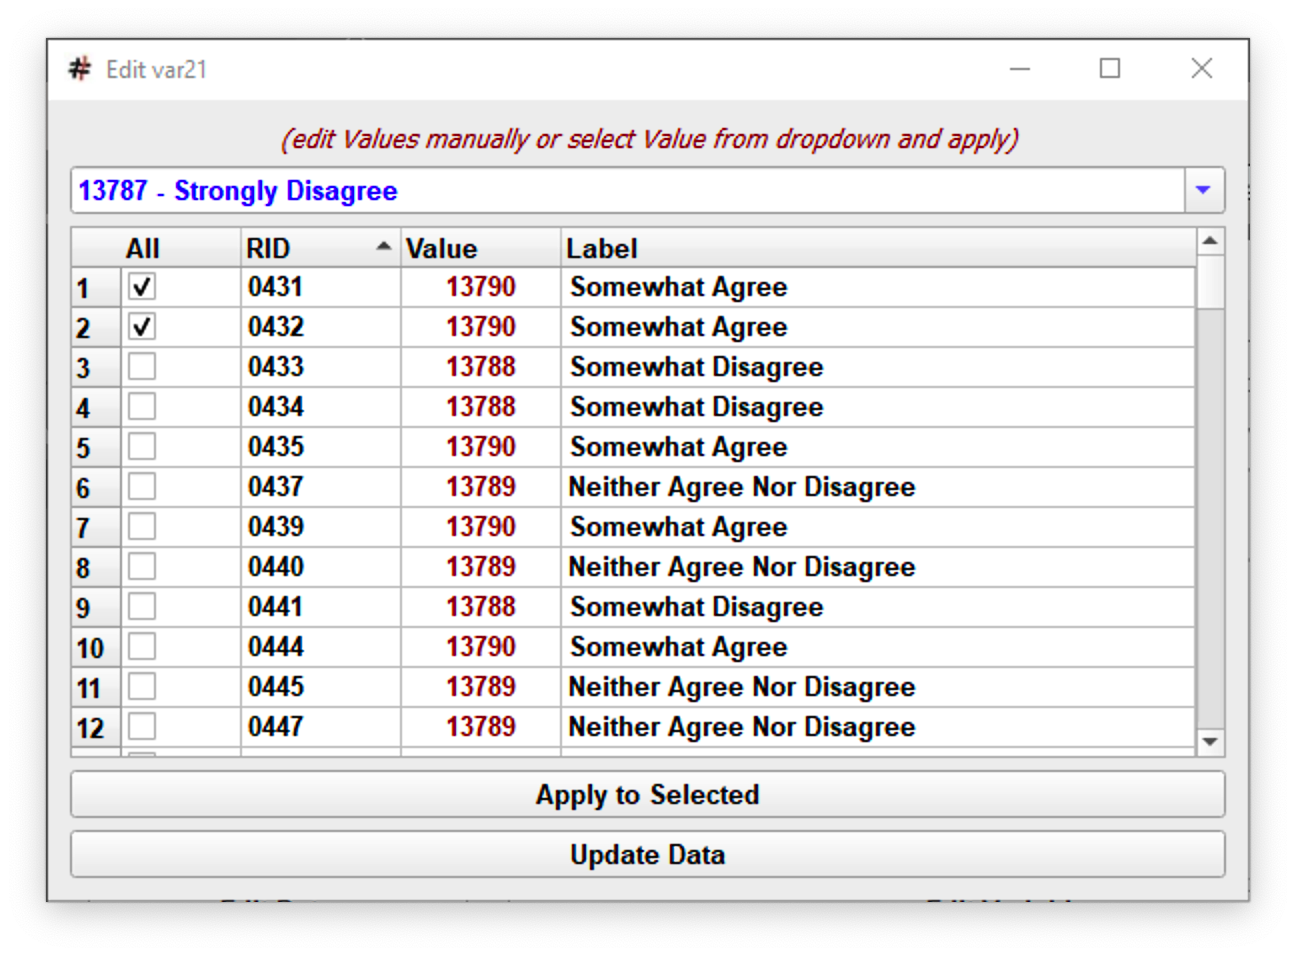 # Edit var21
(edit Values manually or select Value from dropdown and apply)
13787 - Strongly Disagree
All RID Value Label
1 0431 13790 Somewhat Agree
2 0432 13790 Somewhat Agree
3 0433 13788 Somewhat Disagree
4 0434 13788 Somewhat Disagree
5 0435 13790 Somewhat Agree
6 0437 13789 Neither Agree Nor Disagree
7 0439 13790 Somewhat Agree
8 0440 13789 Neither Agree Nor Disagree
9 0441 13788 Somewhat Disagree
10 0444 13790 Somewhat Agree
11 0445 13789 Neither Agree Nor Disagree
12 0447 13789 Neither Agree Nor Disagree
Apply to Selected
Update Data